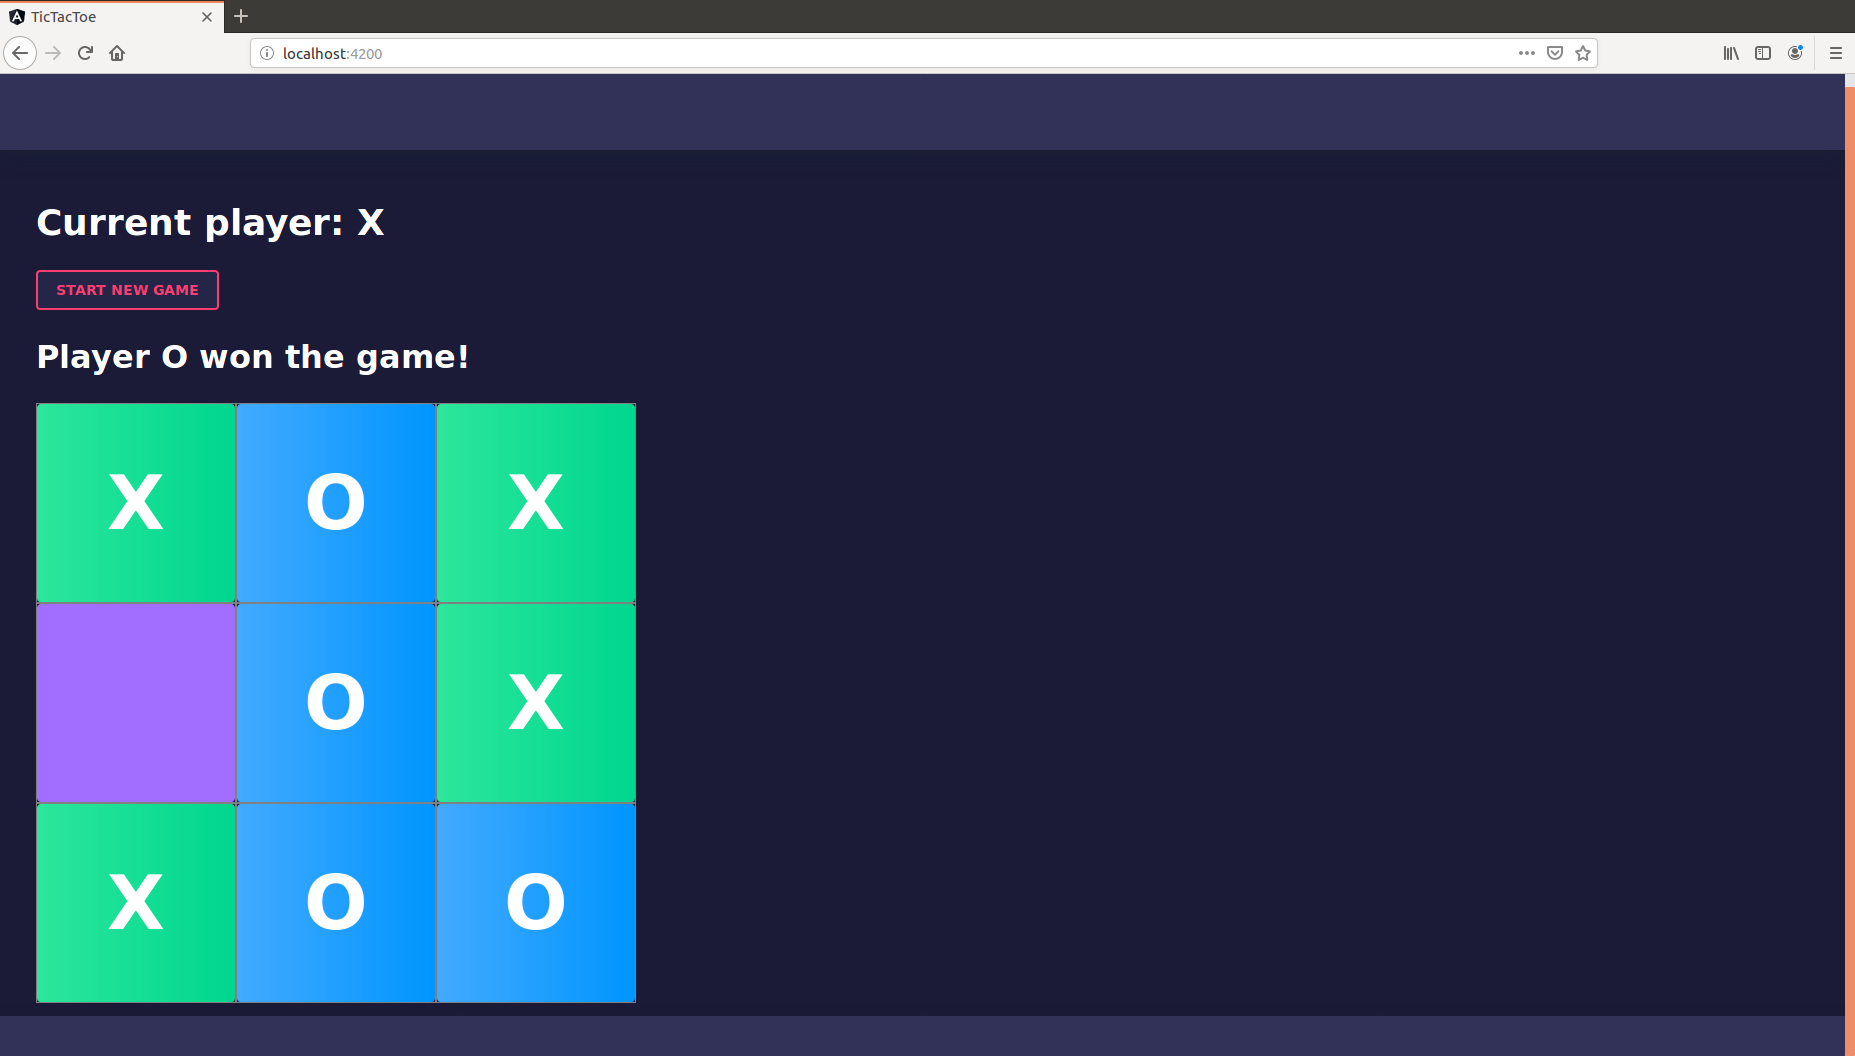 TicTacToe
localhost:4200
Current player: X
START NEW GAME
Player O won the game!
X O X
O X
X O O